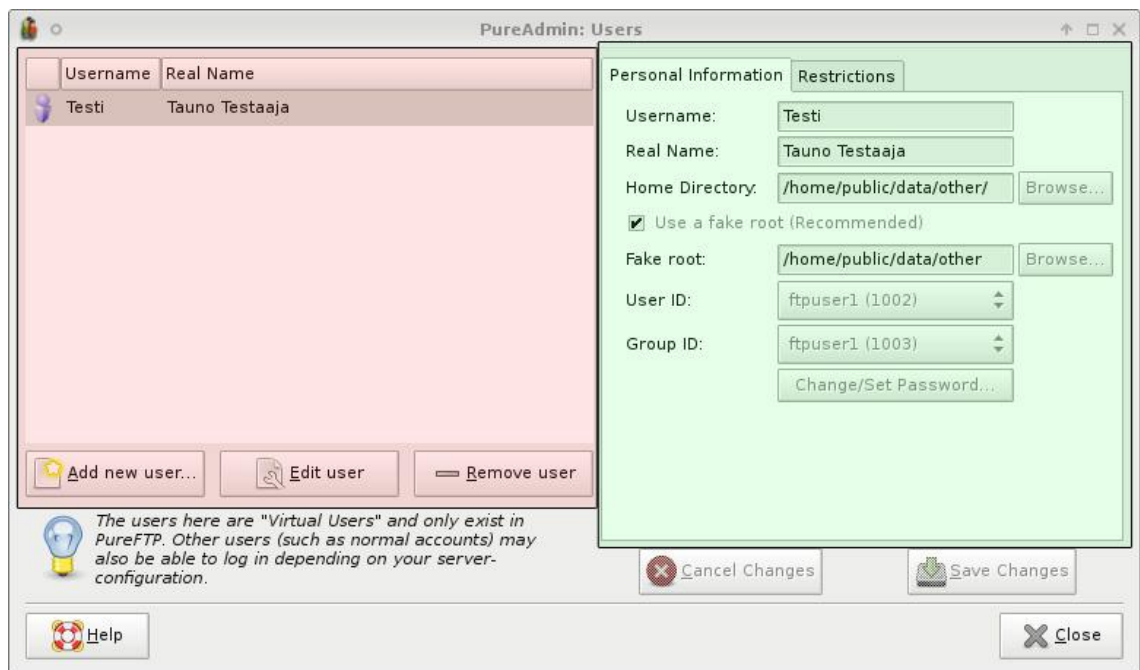 PureAdmin: Users
Username Real Name
Testi Tauno Testaaja
Add new user...
Edit user
Remove user
The users here are "Virtual Users" and only exist in
PureFTP. Other users (such as normal accounts) may
also be able to log in depending on your server-
configuration.
Personal Information Restrictions
Username: Testi
Real Name: Tauno Testaaja
Home Directory: /home/public/data/other/ Browse...
Use a fake root (Recommended)
Fake root: /home/public/data/other Browse...
User ID: ftpuser1 (1002)
Group ID: ftpuser1 (1003)
Change/Set Password...
Cancel Changes
Save Changes
Help
Close